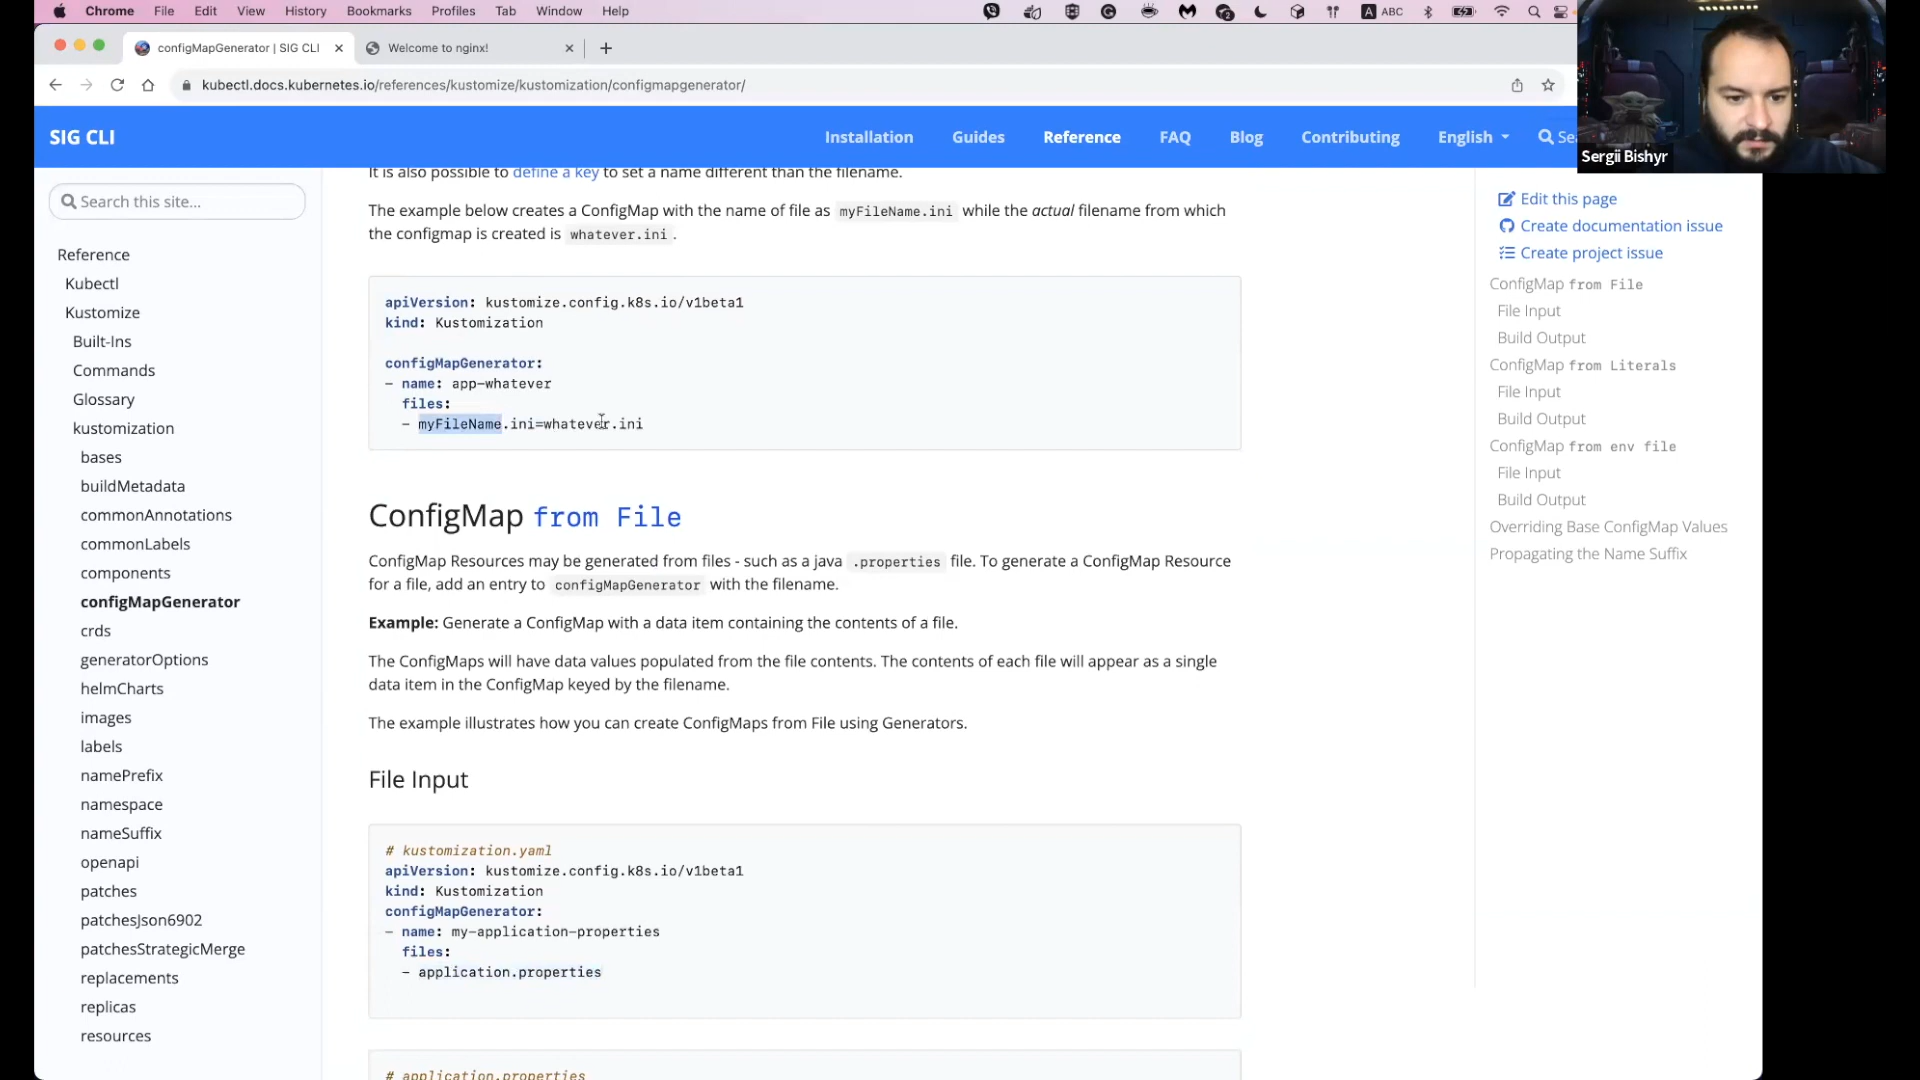 Chrome File Edit View History Bookmarks Profiles Tab Window Help
A ABC
configMapGenerator | SIG CLI
Welcome to nginx!
kubectl.docs.kubernetes.io/references/kustomize/kustomization/configmapgenerator/
Sergii Bishyr
SIG CLI
Installation Guides Reference FAQ Blog Contributing English Se
Search this site...
Reference
Kubectl
Kustomize
Built-Ins
Commands
Glossary
kustomization
bases
buildMetadata
commonAnnotations
commonLabels
components
configMapGenerator
crds
generatorOptions
helmCharts
images
labels
namePrefix
namespace
nameSuffix
openapi
patches
patchesJson6902
patchesStrategicMerge
replacements
replicas
resources
It is also possible to define a key to set a name different than the filename.
The example below creates a ConfigMap with the name of file as myFileName.ini while the actual filename from which
the configmap is created is whatever.ini .
apiVersion: kustomize.config.k8s.io/v1beta1
kind: Kustomization
configMapGenerator:
- name: app-whatever
files:
- myFileName.ini=whatever.ini
ConfigMap from File
ConfigMap Resources may be generated from files - such as a java .properties file. To generate a ConfigMap Resource
for a file, add an entry to configMapGenerator with the filename.
Example: Generate a ConfigMap with a data item containing the contents of a file.
The ConfigMaps will have data values populated from the file contents. The contents of each file will appear as a single
data item in the ConfigMap keyed by the filename.
The example illustrates how you can create ConfigMaps from File using Generators.
File Input
# kustomization.yaml
apiVersion: kustomize.config.k8s.io/v1beta1
kind: Kustomization
configMapGenerator:
- name: my-application-properties
files:
- application.properties
# application.properties
Edit this page
Create documentation issue
Create project issue
ConfigMap from File
File Input
Build Output
ConfigMap from Literals
File Input
Build Output
ConfigMap from env file
File Input
Build Output
Overriding Base ConfigMap Values
Propagating the Name Suffix